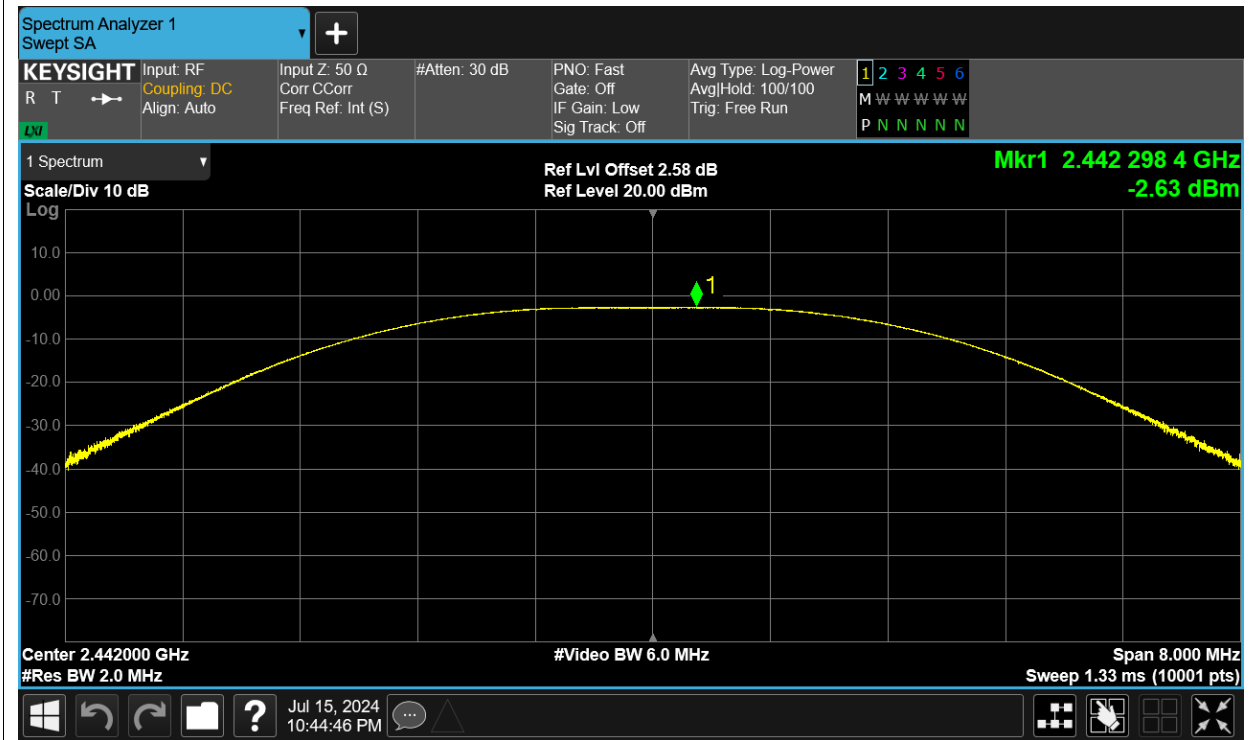 Spectrum Analyzer 1
Swept SA
KEYSIGHT
R T
LXI
Input: RF
Coupling: DC
Align: Auto
Input Z: 50 Ω
Corr CCorr
Freq Ref: Int (S)
#Atten: 30 dB
PNO: Fast
Gate: Off
IF Gain: Low
Sig Track: Off
Avg Type: Log-Power
Avg|Hold: 100/100
Trig: Free Run
1 2 3 4 5 6
M W W W W W
P N N N N N
1 Spectrum
Scale/Div 10 dB
Log
Ref Lvl Offset 2.58 dB
Ref Level 20.00 dBm
Mkr1 2.442 298 4 GHz
-2.63 dBm
10.0
0.00
-10.0
-20.0
-30.0
-40.0
-50.0
-60.0
-70.0
1
Center 2.442000 GHz
#Res BW 2.0 MHz
#Video BW 6.0 MHz
Span 8.000 MHz
Sweep 1.33 ms (10001 pts)
?
Jul 15, 2024
10:44:46 PM